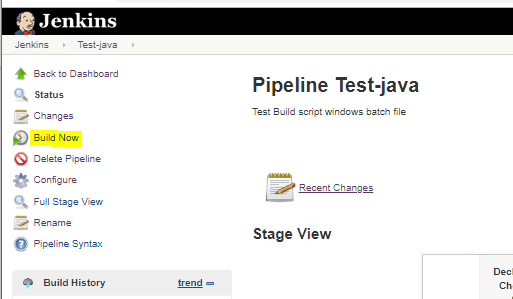 Jenkins
Jenkins Test-java
Back to Dashboard
Status
Changes
Build Now
Delete Pipeline
Configure
Full Stage View
Rename
Pipeline Syntax
Build History trend
Pipeline Test-java
Test Build script windows batch file
Recent Changes
Stage View
Decl
Ch